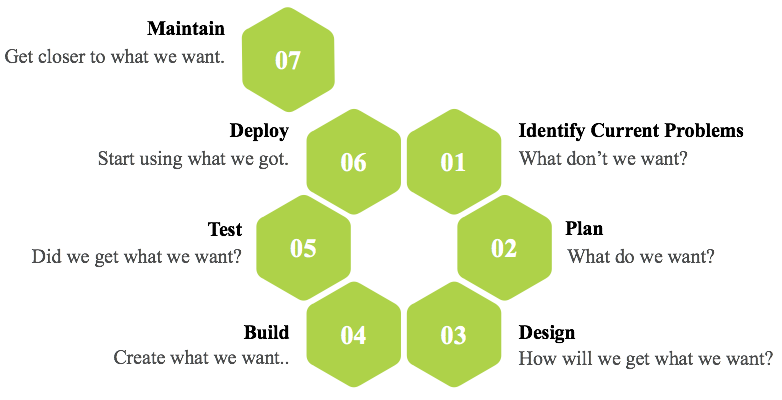 Maintain
Get closer to what we want.
07
Deploy
Start using what we got.
06
01
Identify Current Problems
What don’t we want?
Test
Did we get what we want?
05
02
Plan
What do we want?
Build
Create what we want..
04
03
Design
How will we get what we want?